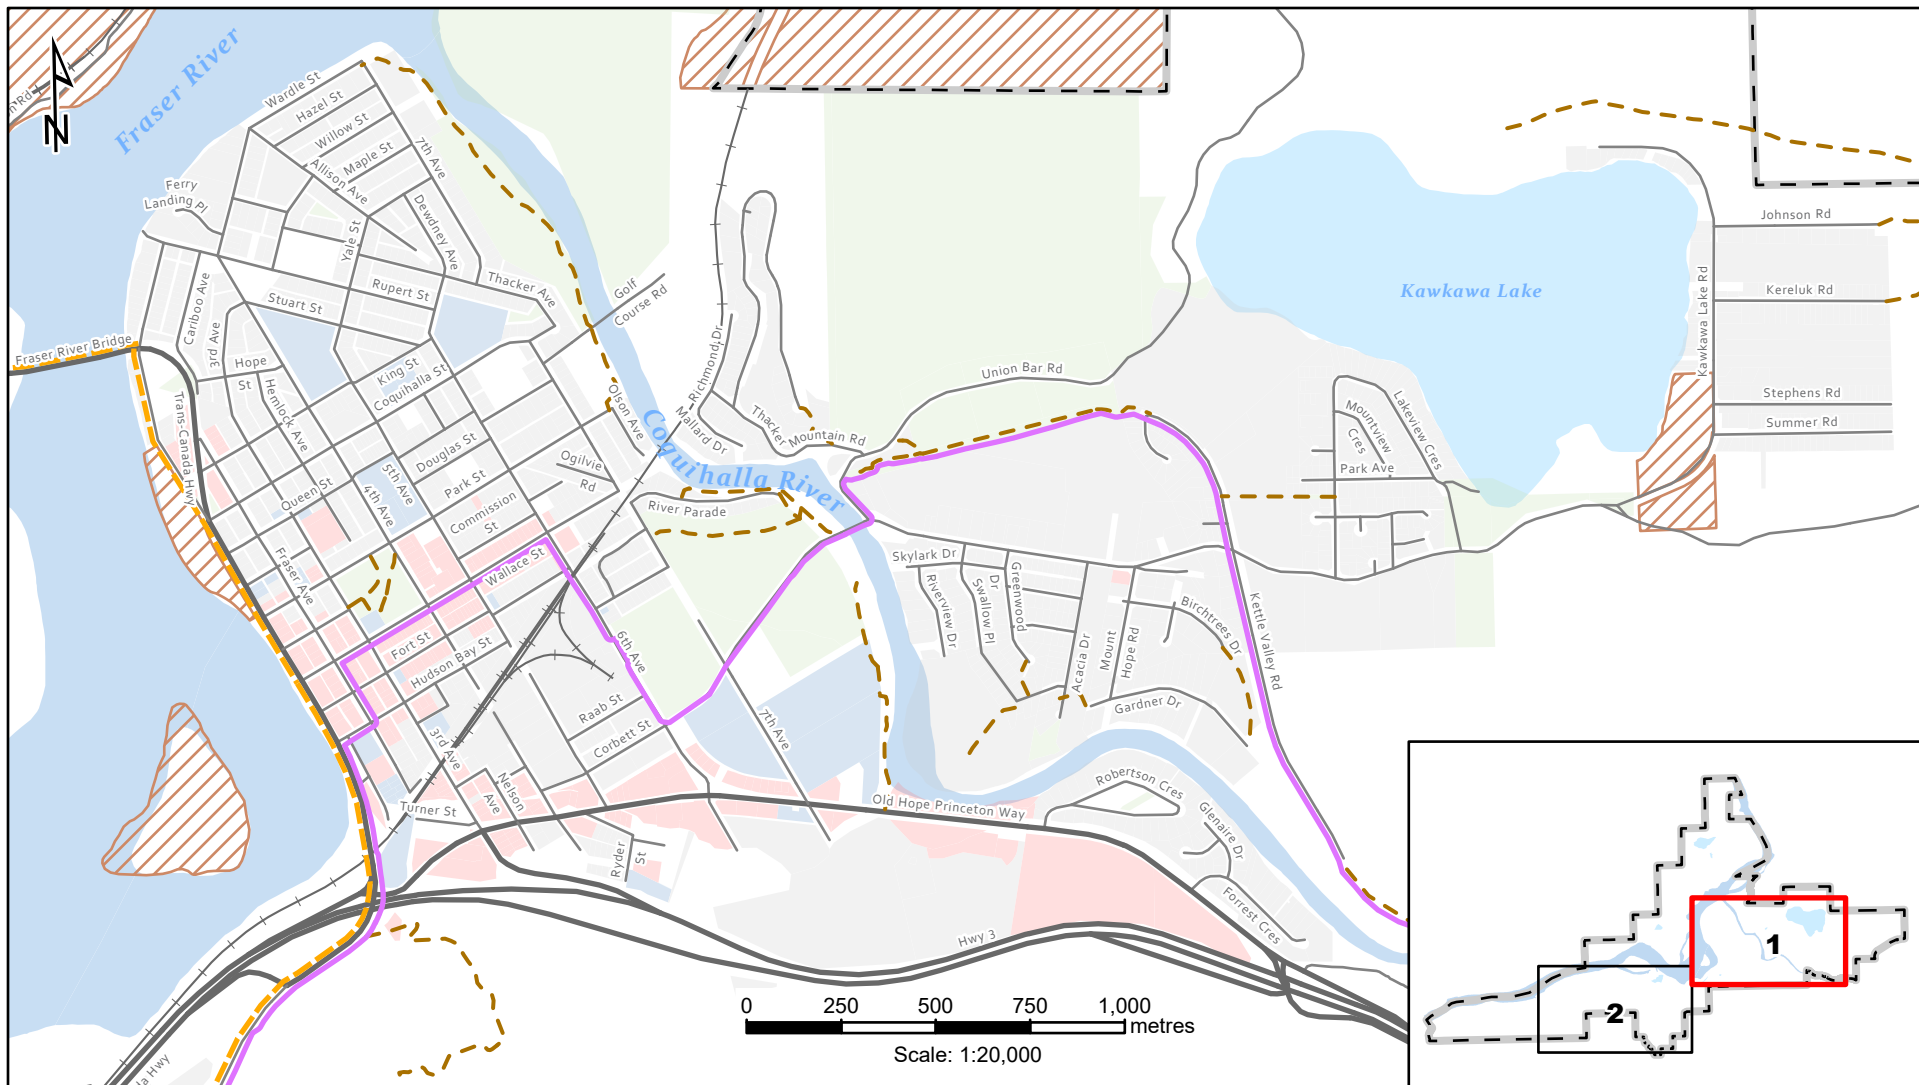 Fraser River
N
n Rd
Wardle St
Hazel St
Willow St
Maple St
Allison Ave
7th Ave
Ferry
Landing Pl
Yale St
Dewdney Ave
Thacker Ave
Rupert St
Stuart St
Cariboo Ave
3rd Ave
Hope
St
Hemlock Ave
King St
Coquihalla St
Fraser River Bridge
Trans-Canada Hwy
Douglas St
5th Ave
Queen St
4th Ave
Park St
Commission
St
Ogilvie
Rd
Olson Ave
Golf
Course Rd
Richmond Dr
Mallard Dr
Thacker
Mountain Rd
Coquihalla River
River Parade
Union Bar Rd
Kawkawa Lake
Kawkawa Lake Rd
Johnson Rd
Kereluk Rd
Stephens Rd
Summer Rd
Mountview
Cres
Lakeview Cres
Park Ave
Fraser Ave
Wallace St
Fort St
Hudson Bay St
6th Ave
Raab St
Corbett St
7th Ave
3rd Ave
Nelson
Ave
Turner St
Ryder
St
Skylark Dr
Riverview Dr
Swallow Pl
Dr
Greenwood
Acacia Dr
Mount
Hope Rd
Birchtrees Dr
Gardner Dr
Kettle Valley Rd
Old Hope Princeton Way
Robertson Cres
Glenaire Dr
Forrest Cres
Hwy 3
da Hwy
0 250 500 750 1,000
metres
Scale: 1:20,000
1
2